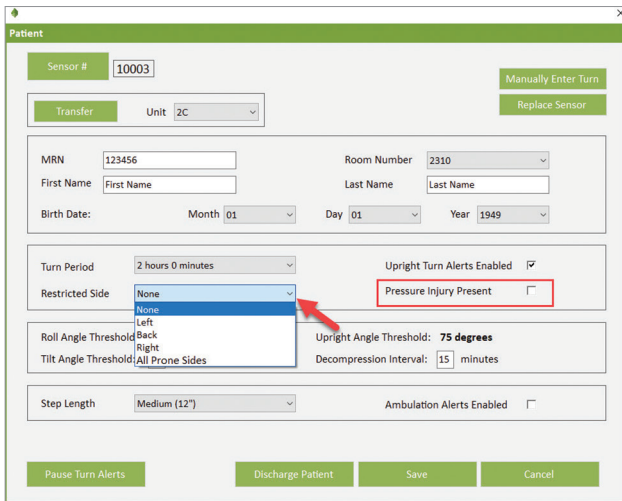 Patient
Sensor # 10003
Manually Enter Turn
Transfer Unit 2C
Replace Sensor
MRN 123456 Room Number 2310
First Name First Name Last Name Last Name
Birth Date: Month 01 Day 01 Year 1949
Turn Period 2 hours 0 minutes Upright Turn Alerts Enabled
Restricted Side None Pressure Injury Present
None
Left
Back
Right
All Prone Sides
Roll Angle Threshold Upright Angle Threshold: 75 degrees
Tilt Angle Threshold: Decompression Interval: 15 minutes
Step Length Medium (12") Ambulation Alerts Enabled
Pause Turn Alerts Discharge Patient Save Cancel